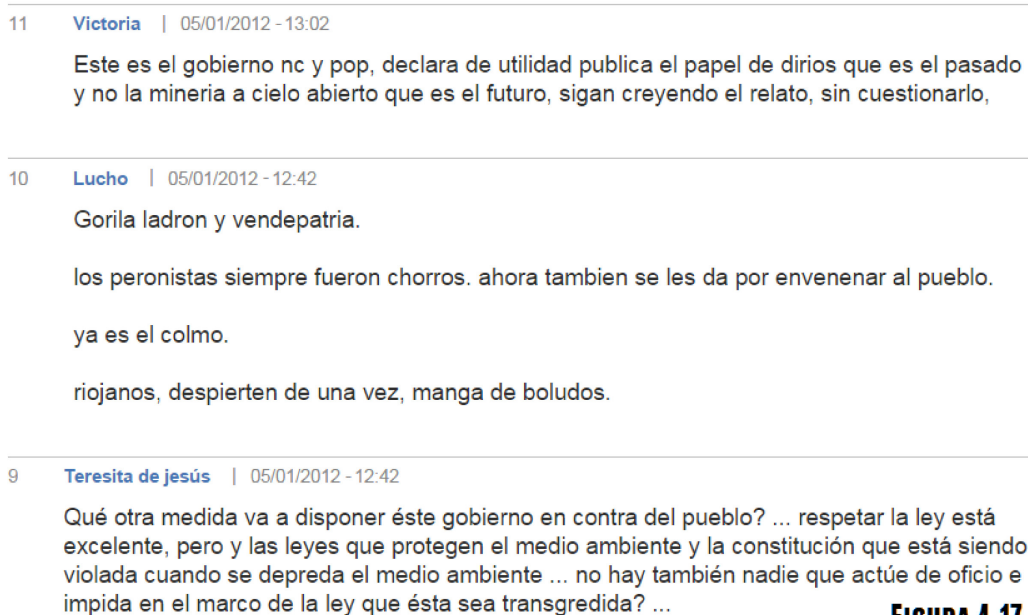 11 Victoria | 05/01/2012 - 13:02
Este es el gobierno nc y pop, declara de utilidad publica el papel de dirios que es el pasado
y no la mineria a cielo abierto que es el futuro, sigan creyendo el relato, sin cuestionarlo,
10 Lucho | 05/01/2012 - 12:42
Gorila ladron y vendepatria.
los peronistas siempre fueron chorros. ahora tambien se les da por envenenar al pueblo.
ya es el colmo.
riojanos, despierten de una vez, manga de boludos.
9 Teresita de jesús | 05/01/2012 - 12:42
Qué otra medida va a disponer éste gobierno en contra del pueblo? ... respetar la ley está
excelente, pero y las leyes que protegen el medio ambiente y la constitución que está siendo
violada cuando se depreda el medio ambiente ... no hay también nadie que actúe de oficio e
impida en el marco de la ley que ésta sea transgredida? ...
FIGURA 4.17